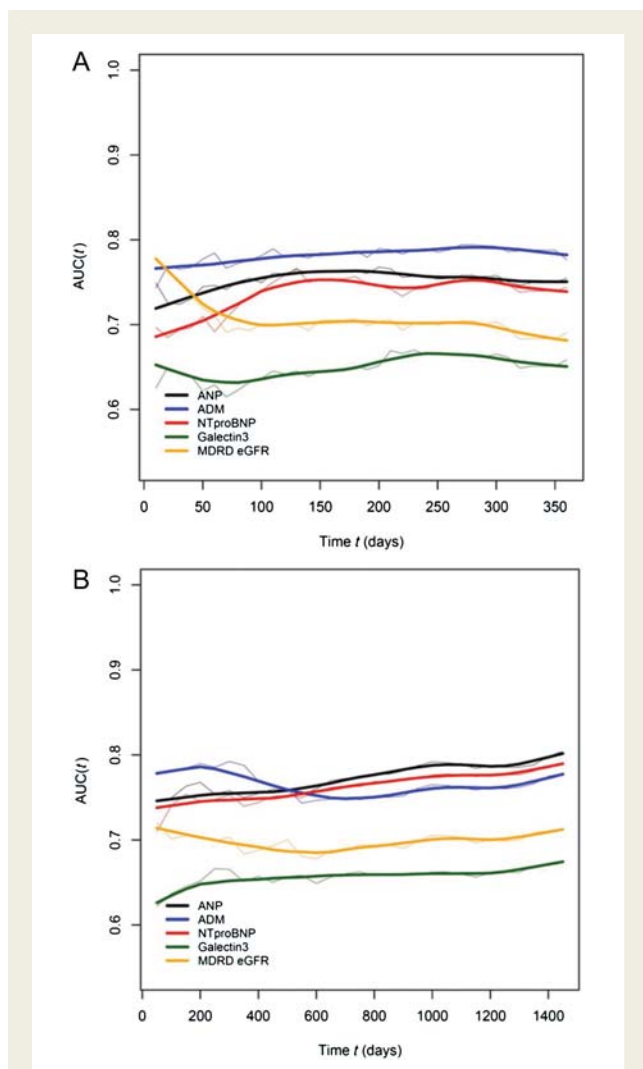 A
1.0
0.9
0.8
0.7
0.6
AUC(t)
ANP
ADM
NTproBNP
Galectin3
MDRD eGFR
0 50 100 150 200 250 300 350
Time t (days)
B
1.0
0.9
0.8
0.7
0.6
AUC(t)
ANP
ADM
NTproBNP
Galectin3
MDRD eGFR
0 200 400 600 800 1000 1200 1400
Time t (days)